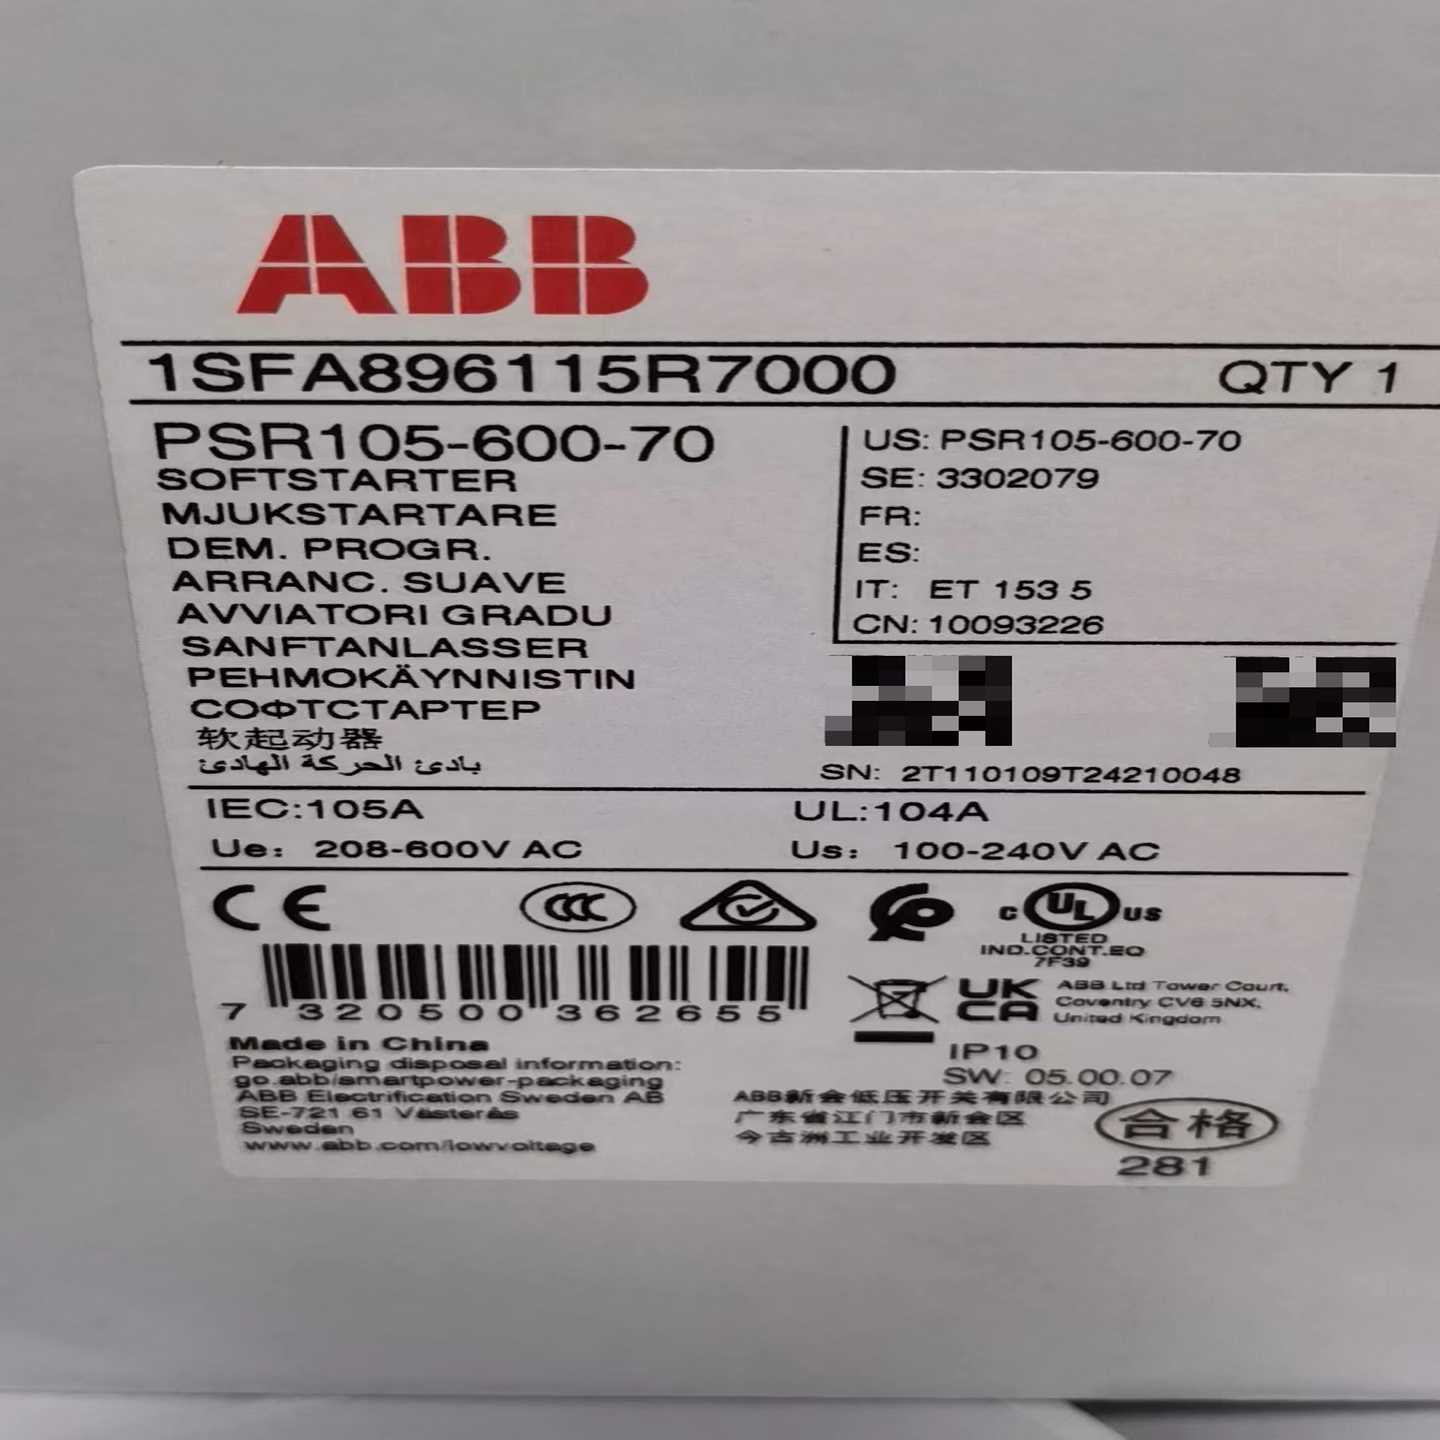 ABB
1SFA896115R7000 QTY 1
PSR105-600-70
SOFTSTARTER
MJUKSTARTARE
DEM. PROGR.
ARRANC. SUAVE
AVVIATORI GRADU
SANFTANLASSER
PEHMOKÄYNNISTIN
СОФТСТАРТЕР
软起动器
بادئ الحركة الهادئ
US: PSR105-600-70
SE: 3302079
FR:
ES:
IT: ET 153 5
CN: 10093226
SN: 2T110109T24210048
IEC:105A UL:104A
Ue: 208-600V AC Us: 100-240V AC
CE CCC C UL US
LISTED
IND.CONT.EQ
7F39
7 320500 362655
UK
CA
ABB Ltd Tower Court,
Coventry CV6 5NX,
United Kingdom
IP10
SW: 05.00.07
Made in China
Packaging disposal information:
go.abb/smartpower-packaging
ABB Electrification Sweden AB
SE-721 61 Västerås
Sweden
www.abb.com/lowvoltage
ABB新会低压开关有限公司
广东省江门市新会区
今古洲工业开发区
合格
281